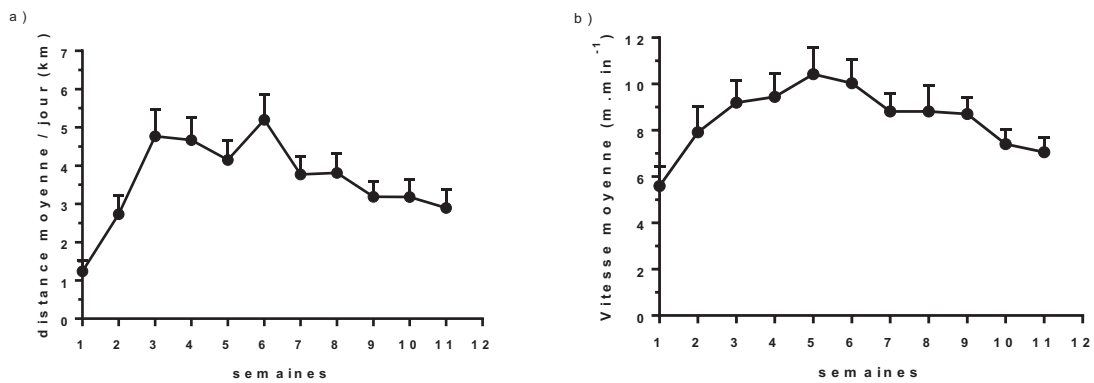 a)
distance moyenne / jour (km)
7
6
5
4
3
2
1
0
1 2 3 4 5 6 7 8 9 10 11 12
semaines
b)
Vitesse moyenne (m.min⁻¹)
12
10
8
6
4
2
0
1 2 3 4 5 6 7 8 9 10 11 12
semaines